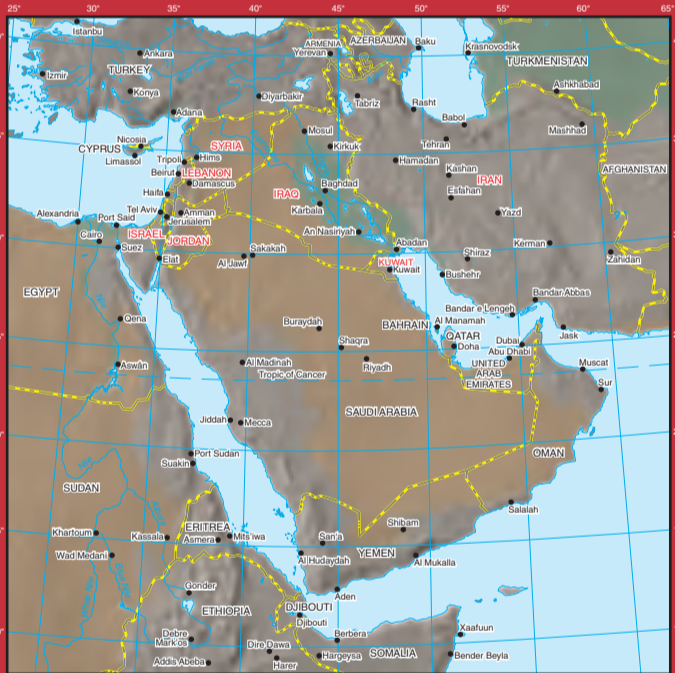 25°
30°
35°
40°
45°
50°
55°
60°
65°
Istanbu
Ankara
TURKEY
Izmir
Konya
Adana
Diyarbakir
ARMENIA
Yerevan
AZERBAIJAN
Baku
Krasnovodsk
TURKMENISTAN
Ashkhabad
Tabriz
Rasht
Babol
Mashhad
Tehran
Mosul
Kirkuk
Hamadan
Nicosia
CYPRUS
Limassol
SYRIA
Tripoli
Hims
Beirut
LEBANON
Damascus
Kashan
IRAN
Esfahan
AFGHANISTAN
Haifa
Baghdad
IRAQ
Karbala
Yazd
Alexandria
Port Said
Tel Aviv
Amman
Jerusalem
Cairo
Suez
ISRAEL
JORDAN
An Nasiriyah
Abadan
Kerman
Zahidan
Elat
Al Jawf
Sakakah
KUWAIT
Kuwait
Shiraz
Bushehr
EGYPT
Bandar Abbas
Bandar e Lengeh
Qena
Buraydah
BAHRAIN
Al Manamah
Jask
Shaqra
QATAR
Doha
Dubai
Abu Dhabi
Aswân
Al Madinah
Riyadh
Tropic of Cancer
UNITED
ARAB
EMIRATES
Muscat
Sur
SAUDI ARABIA
Jiddah
Mecca
Port Sudan
Suakin
OMAN
SUDAN
Salalah
ERITREA
Shibam
Khartoum
Kassala
Asmera
Mits'iwa
San'a
Wad Medani
YEMEN
Al Hudaydah
Al Mukalla
Gonder
Aden
ETHIOPIA
DJIBOUTI
Djibouti
Debre
Markos
Berbera
Xaafuun
Dire Dawa
Addis Abeba
Harer
Hargeysa
SOMALIA
Bender Beyla